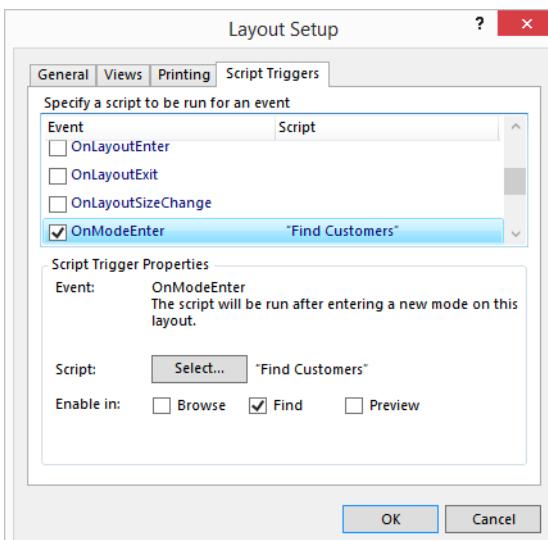 Layout Setup
?
General Views Printing Script Triggers
Specify a script to be run for an event
Event Script
OnLayoutEnter
OnLayoutExit
OnLayoutSizeChange
OnModeEnter "Find Customers"
Script Trigger Properties
Event: OnModeEnter
The script will be run after entering a new mode on this
layout.
Script: Select... "Find Customers"
Enable in: Browse Find Preview
OK Cancel